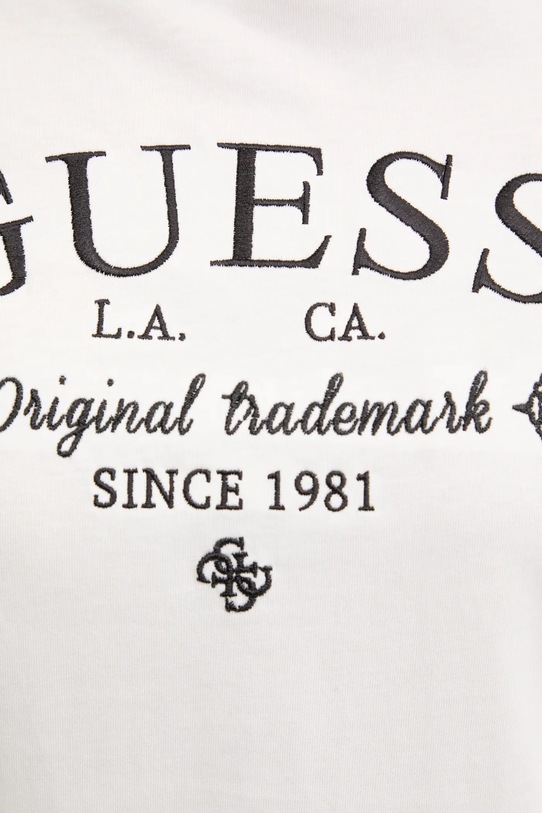 GUESS
L.A. CA.
Original trademark
SINCE 1981